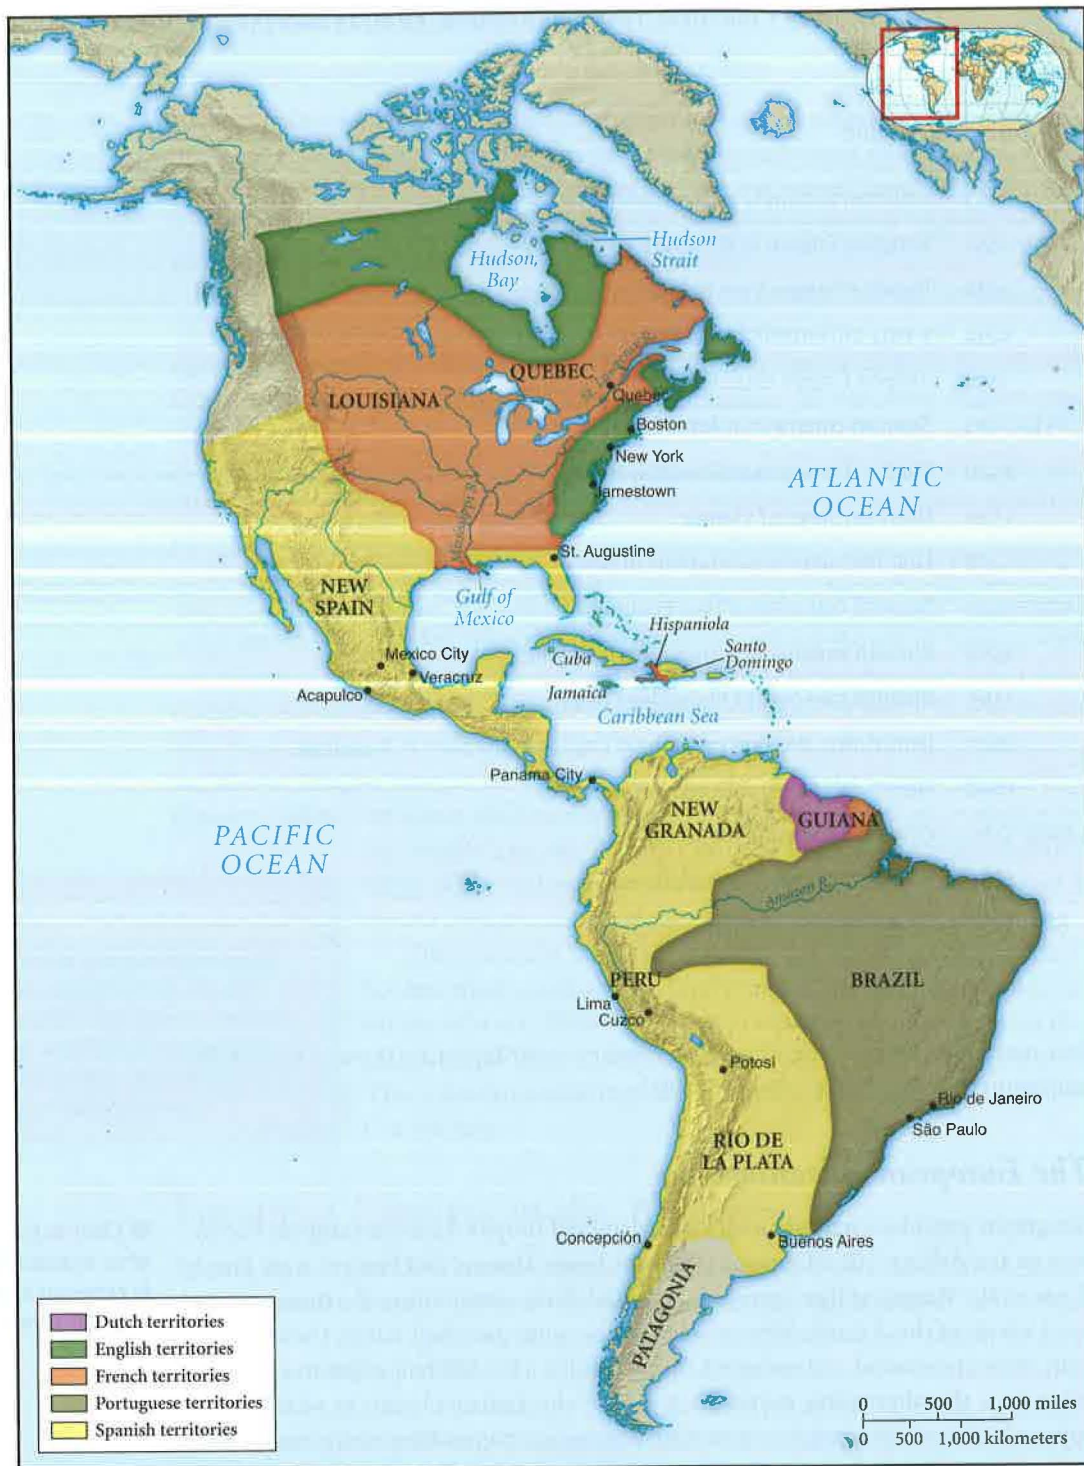 Hudson
Strait
Hudson
Bay
QUEBEC
LOUISIANA
Quebec
Boston
New York
Jamestown
ATLANTIC
OCEAN
Mississippi R.
St. Augustine
NEW
SPAIN
Gulf of
Mexico
Hispaniola
Santo
Domingo
Cuba
Mexico City
Veracruz
Acapulco
Jamaica
Caribbean Sea
Panama City
NEW
GRANADA
GUIANA
PACIFIC
OCEAN
Amazon R.
PERU
BRAZIL
Lima
Cuzco
Potosí
Rio de Janeiro
São Paulo
RIO DE
LA PLATA
Concepción
Buenos Aires
PATAGONIA
Dutch territories
English territories
French territories
Portuguese territories
Spanish territories
0 500 1,000 miles
0 500 1,000 kilometers